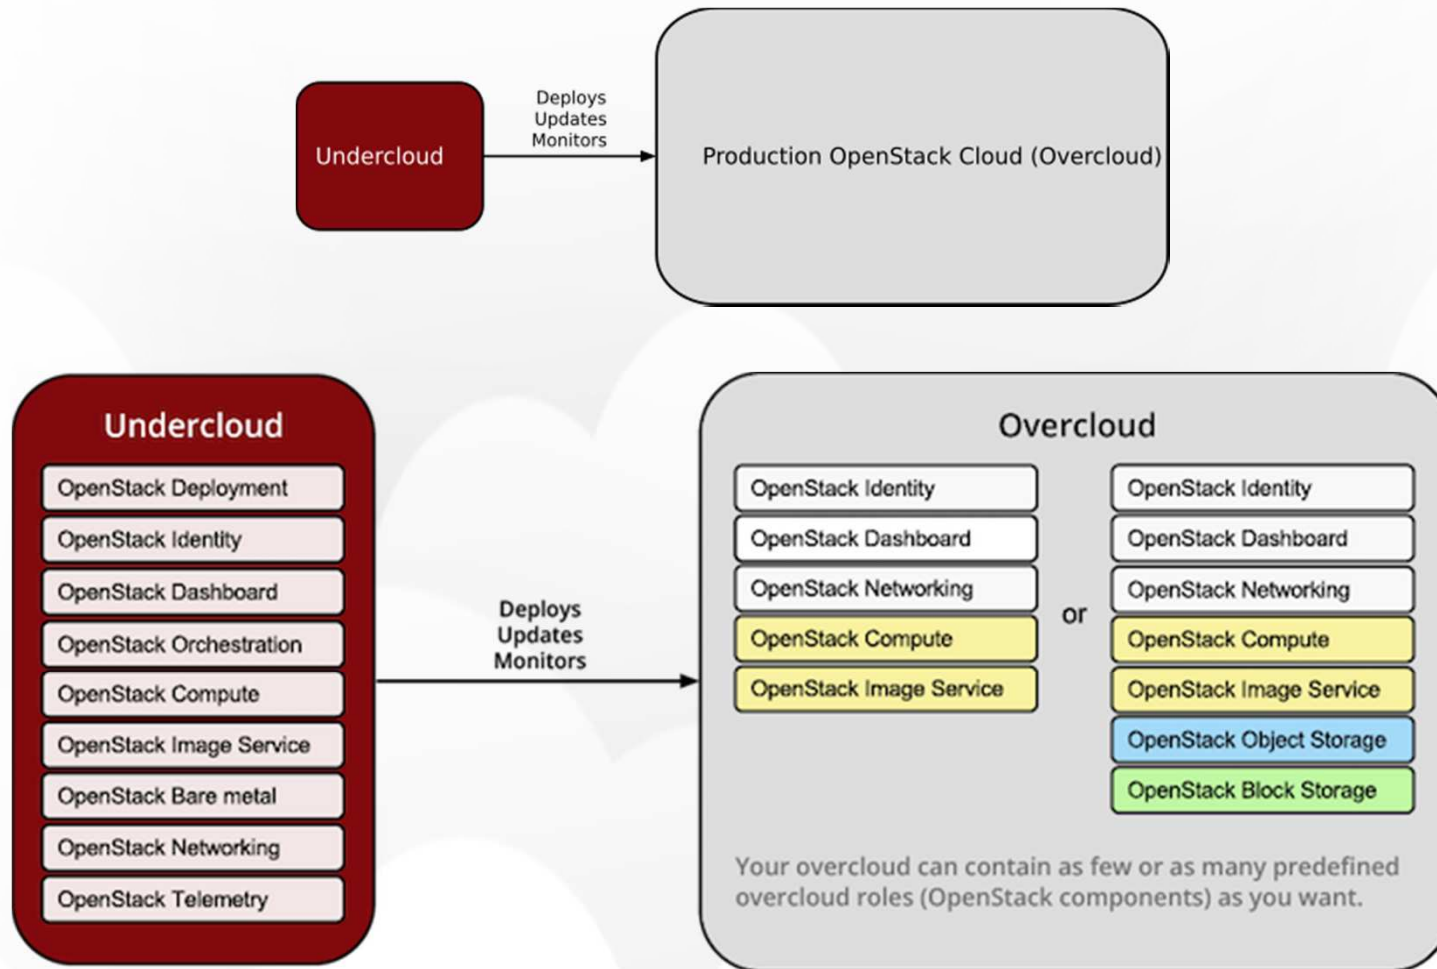 Undercloud
Deploys
Updates
Monitors
Production OpenStack Cloud (Overcloud)
Undercloud
OpenStack Deployment
OpenStack Identity
OpenStack Dashboard
OpenStack Orchestration
OpenStack Compute
OpenStack Image Service
OpenStack Bare metal
OpenStack Networking
OpenStack Telemetry
Deploys
Updates
Monitors
Overcloud
OpenStack Identity
OpenStack Dashboard
OpenStack Networking
OpenStack Compute
OpenStack Image Service
or
OpenStack Identity
OpenStack Dashboard
OpenStack Networking
OpenStack Compute
OpenStack Image Service
OpenStack Object Storage
OpenStack Block Storage
Your overcloud can contain as few or as many predefined
overcloud roles (OpenStack components) as you want.